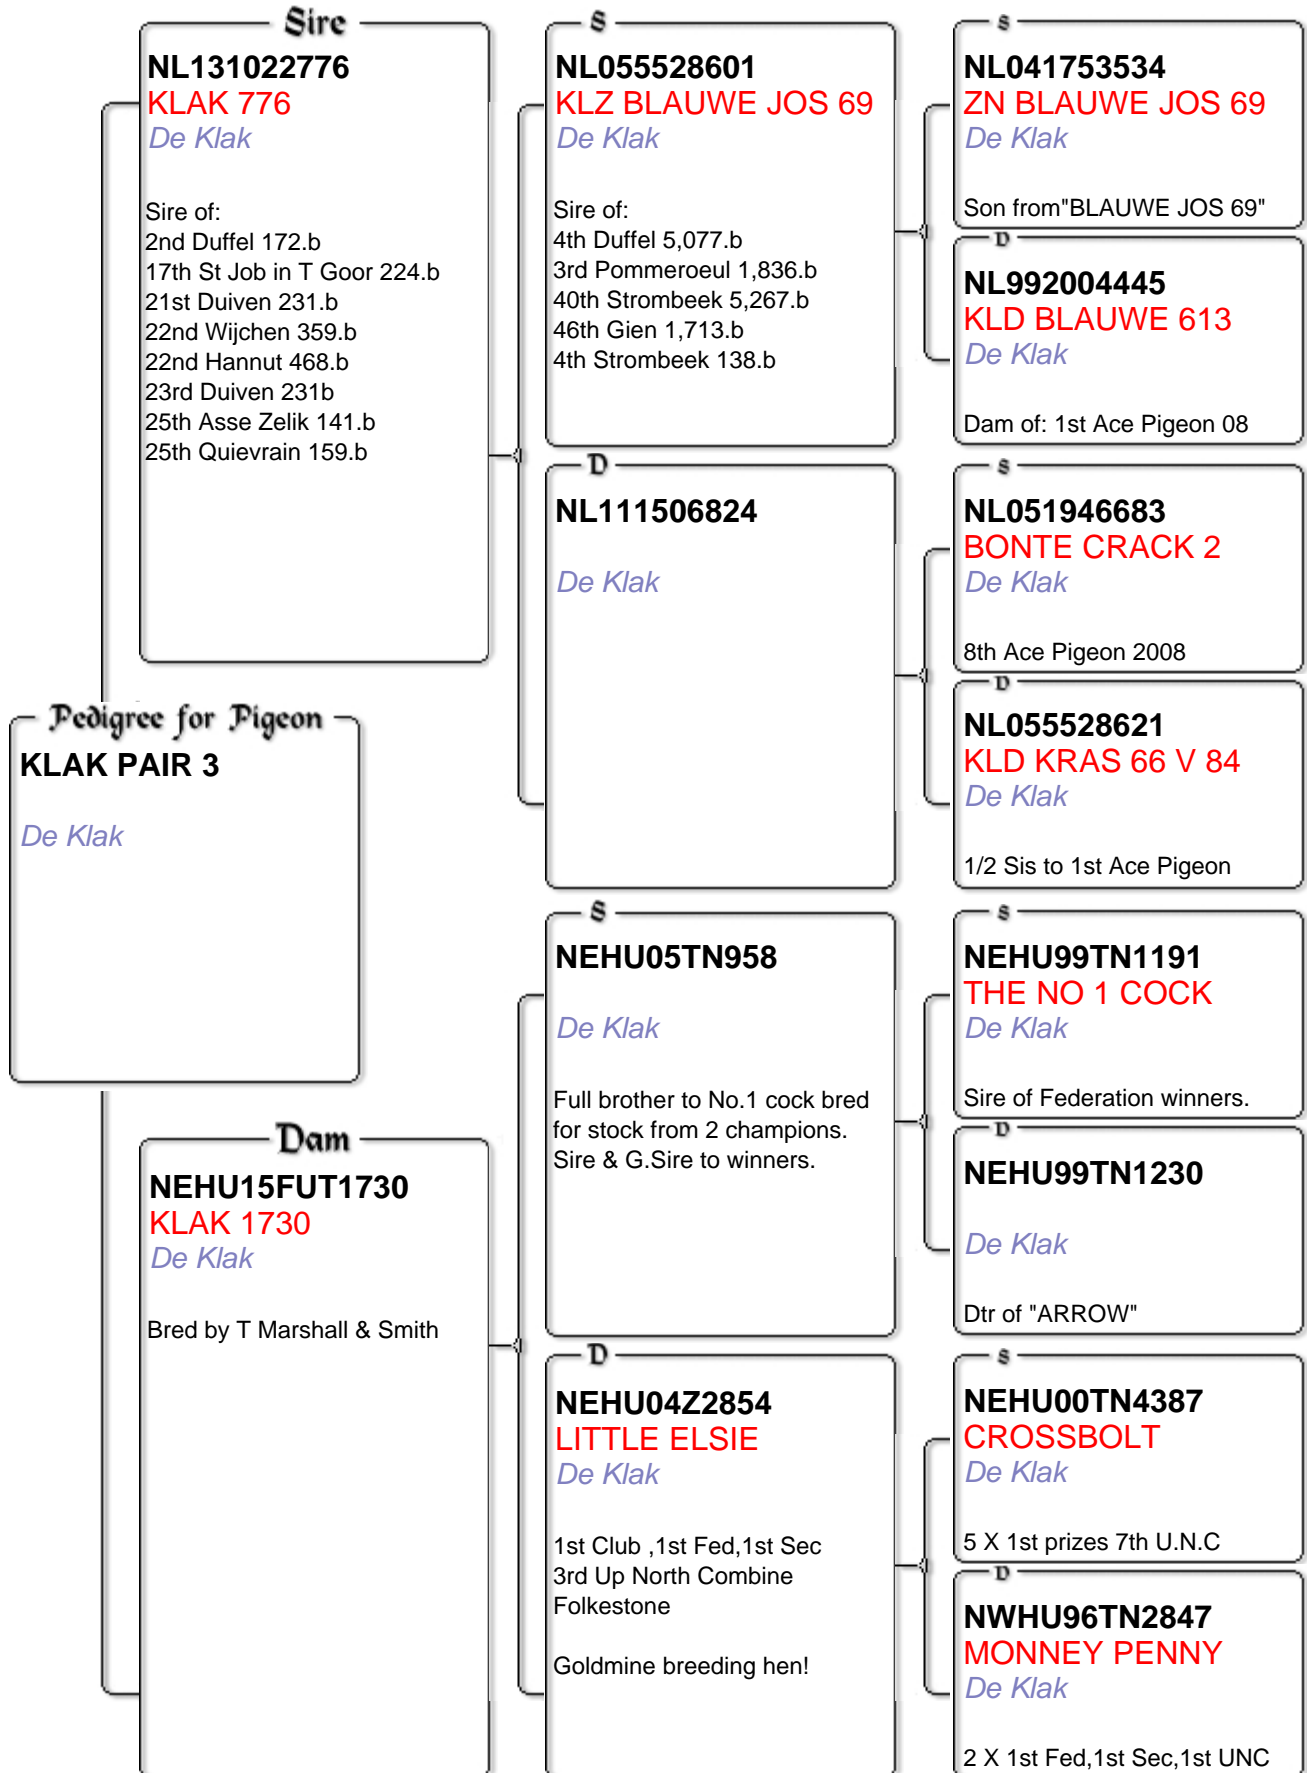 Pedigree for Pigeon
KLAK PAIR 3
De Klak
Sire
NL131022776
KLAK 776
De Klak
Sire of:
2nd Duffel 172.b
17th St Job in T Goor 224.b
21st Duiven 231.b
22nd Wijchen 359.b
22nd Hannut 468.b
23rd Duiven 231b
25th Asse Zelik 141.b
25th Quievrain 159.b
Dam
NEHU15FUT1730
KLAK 1730
De Klak
Bred by T Marshall & Smith
S
NL055528601
KLZ BLAUWE JOS 69
De Klak
Sire of:
4th Duffel 5,077.b
3rd Pommeroeul 1,836.b
40th Strombeek 5,267.b
46th Gien 1,713.b
4th Strombeek 138.b
D
NL111506824
De Klak
S
NEHU05TN958
De Klak
Full brother to No.1 cock bred
for stock from 2 champions.
Sire & G.Sire to winners.
D
NEHU04Z2854
LITTLE ELSIE
De Klak
1st Club ,1st Fed,1st Sec
3rd Up North Combine
Folkestone
Goldmine breeding hen!
S
NL041753534
ZN BLAUWE JOS 69
De Klak
Son from"BLAUWE JOS 69"
D
NL992004445
KLD BLAUWE 613
De Klak
Dam of: 1st Ace Pigeon 08
S
NL051946683
BONTE CRACK 2
De Klak
8th Ace Pigeon 2008
D
NL055528621
KLD KRAS 66 V 84
De Klak
1/2 Sis to 1st Ace Pigeon
S
NEHU99TN1191
THE NO 1 COCK
De Klak
Sire of Federation winners.
D
NEHU99TN1230
De Klak
Dtr of "ARROW"
S
NEHU00TN4387
CROSSBOLT
De Klak
5 X 1st prizes 7th U.N.C
D
NWHU96TN2847
MONNEY PENNY
De Klak
2 X 1st Fed,1st Sec,1st UNC